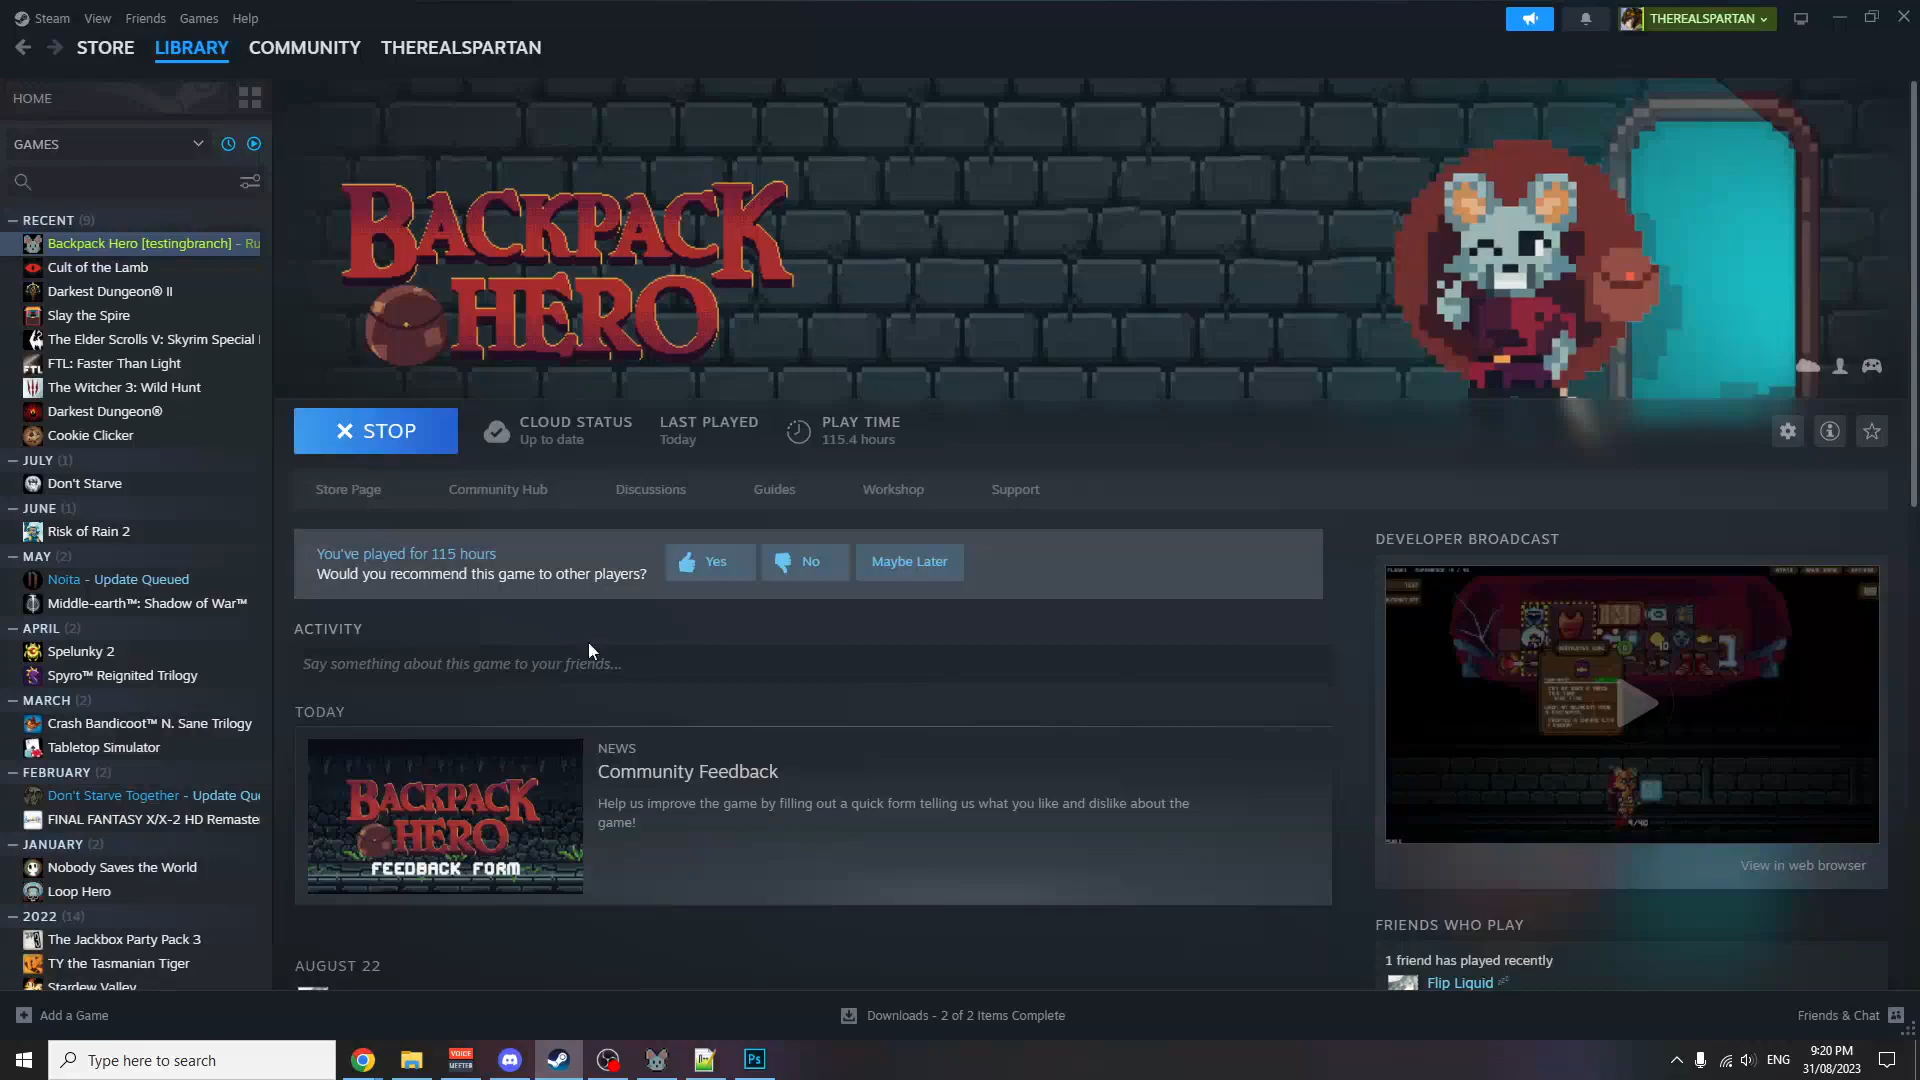 Steam View Friends Games Help
THEREALSPARTAN
STORE LIBRARY COMMUNITY THEREALSPARTAN
HOME
GAMES
RECENT (9)
Backpack Hero [testingbranch] - Ru
Cult of the Lamb
Darkest Dungeon® II
Slay the Spire
The Elder Scrolls V: Skyrim Special
FTL: Faster Than Light
The Witcher 3: Wild Hunt
Darkest Dungeon®
Cookie Clicker
JULY (1)
Don't Starve
JUNE (1)
Risk of Rain 2
MAY (2)
Noita - Update Queued
Middle-earth™: Shadow of War™
APRIL (2)
Spelunky 2
Spyro™ Reignited Trilogy
MARCH (2)
Crash Bandicoot™ N. Sane Trilogy
Tabletop Simulator
FEBRUARY (2)
Don't Starve Together - Update Que
FINAL FANTASY X/X-2 HD Remaster
JANUARY (2)
Nobody Saves the World
Loop Hero
2022 (14)
The Jackbox Party Pack 3
TY the Tasmanian Tiger
Stardew Valley
BACKPACK
HERO
STOP
CLOUD STATUS
Up to date
LAST PLAYED
Today
PLAY TIME
115.4 hours
Store Page Community Hub Discussions Guides Workshop Support
You've played for 115 hours
Would you recommend this game to other players?
Yes No Maybe Later
ACTIVITY
Say something about this game to your friends...
TODAY
BACKPACK
HERO
FEEDBACK FORM
NEWS
Community Feedback
Help us improve the game by filling out a quick form telling us what you like and dislike about the
game!
AUGUST 22
DEVELOPER BROADCAST
View in web browser
FRIENDS WHO PLAY
1 friend has played recently
Flip Liquid
Add a Game
Downloads - 2 of 2 Items Complete
Friends & Chat
Type here to search
VOICE
MEETER
Ps
ENG
9:20 PM
31/08/2023